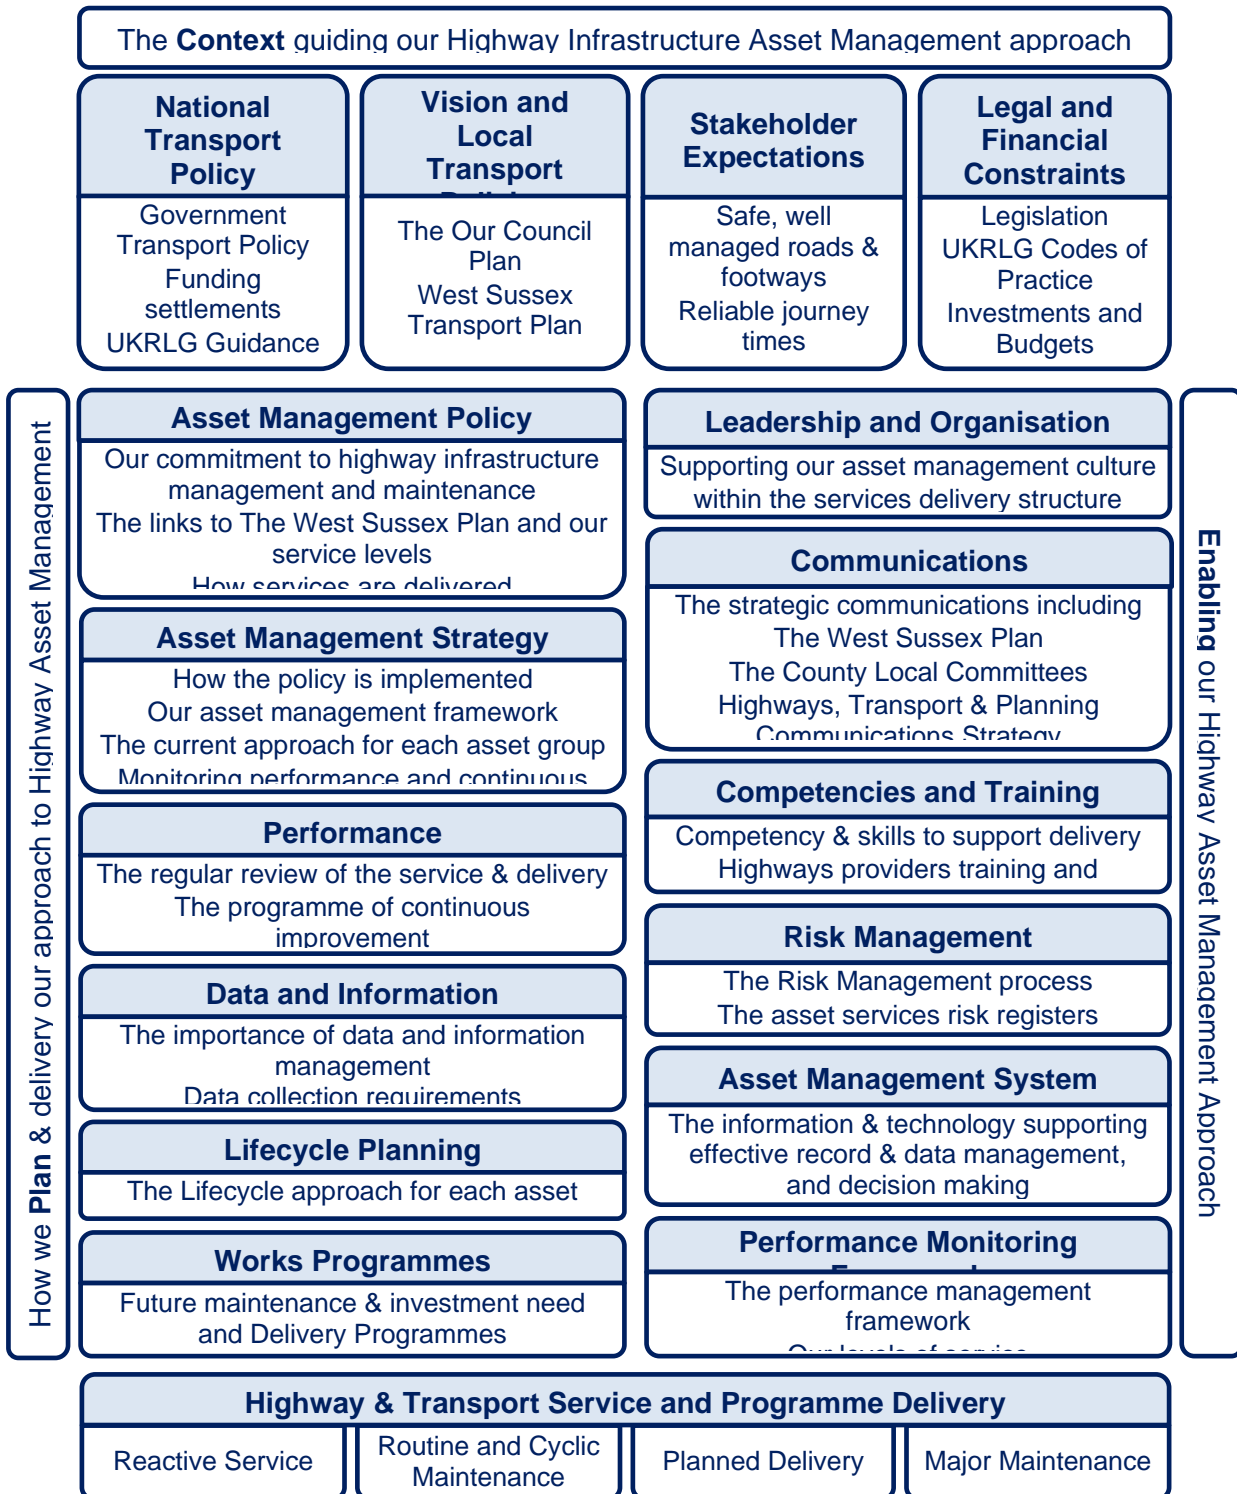 The Context guiding our Highway Infrastructure Asset Management approach
National
Transport
Policy
Government
Transport Policy
Funding
settlements
UKRLG Guidance
Vision and
Local
Transport
The Our Council
Plan
West Sussex
Transport Plan
Stakeholder
Expectations
Safe, well
managed roads &
footways
Reliable journey
times
Legal and
Financial
Constraints
Legislation
UKRLG Codes of
Practice
Investments and
Budgets
How we Plan & delivery our approach to Highway Asset Management
Asset Management Policy
Our commitment to highway infrastructure
management and maintenance
The links to The West Sussex Plan and our
service levels
How services are delivered
Asset Management Strategy
How the policy is implemented
Our asset management framework
The current approach for each asset group
Monitoring performance and continuous
Performance
The regular review of the service & delivery
The programme of continuous
improvement
Data and Information
The importance of data and information
management
Data collection requirements
Lifecycle Planning
The Lifecycle approach for each asset
Works Programmes
Future maintenance & investment need
and Delivery Programmes
Leadership and Organisation
Supporting our asset management culture
within the services delivery structure
Communications
The strategic communications including
The West Sussex Plan
The County Local Committees
Highways, Transport & Planning
Communications Strategy
Competencies and Training
Competency & skills to support delivery
Highways providers training and
Risk Management
The Risk Management process
The asset services risk registers
Asset Management System
The information & technology supporting
effective record & data management,
and decision making
Performance Monitoring
The performance management
framework
Our levels of service
Enabling our Highway Asset Management Approach
Highway & Transport Service and Programme Delivery
Reactive Service
Routine and Cyclic
Maintenance
Planned Delivery
Major Maintenance